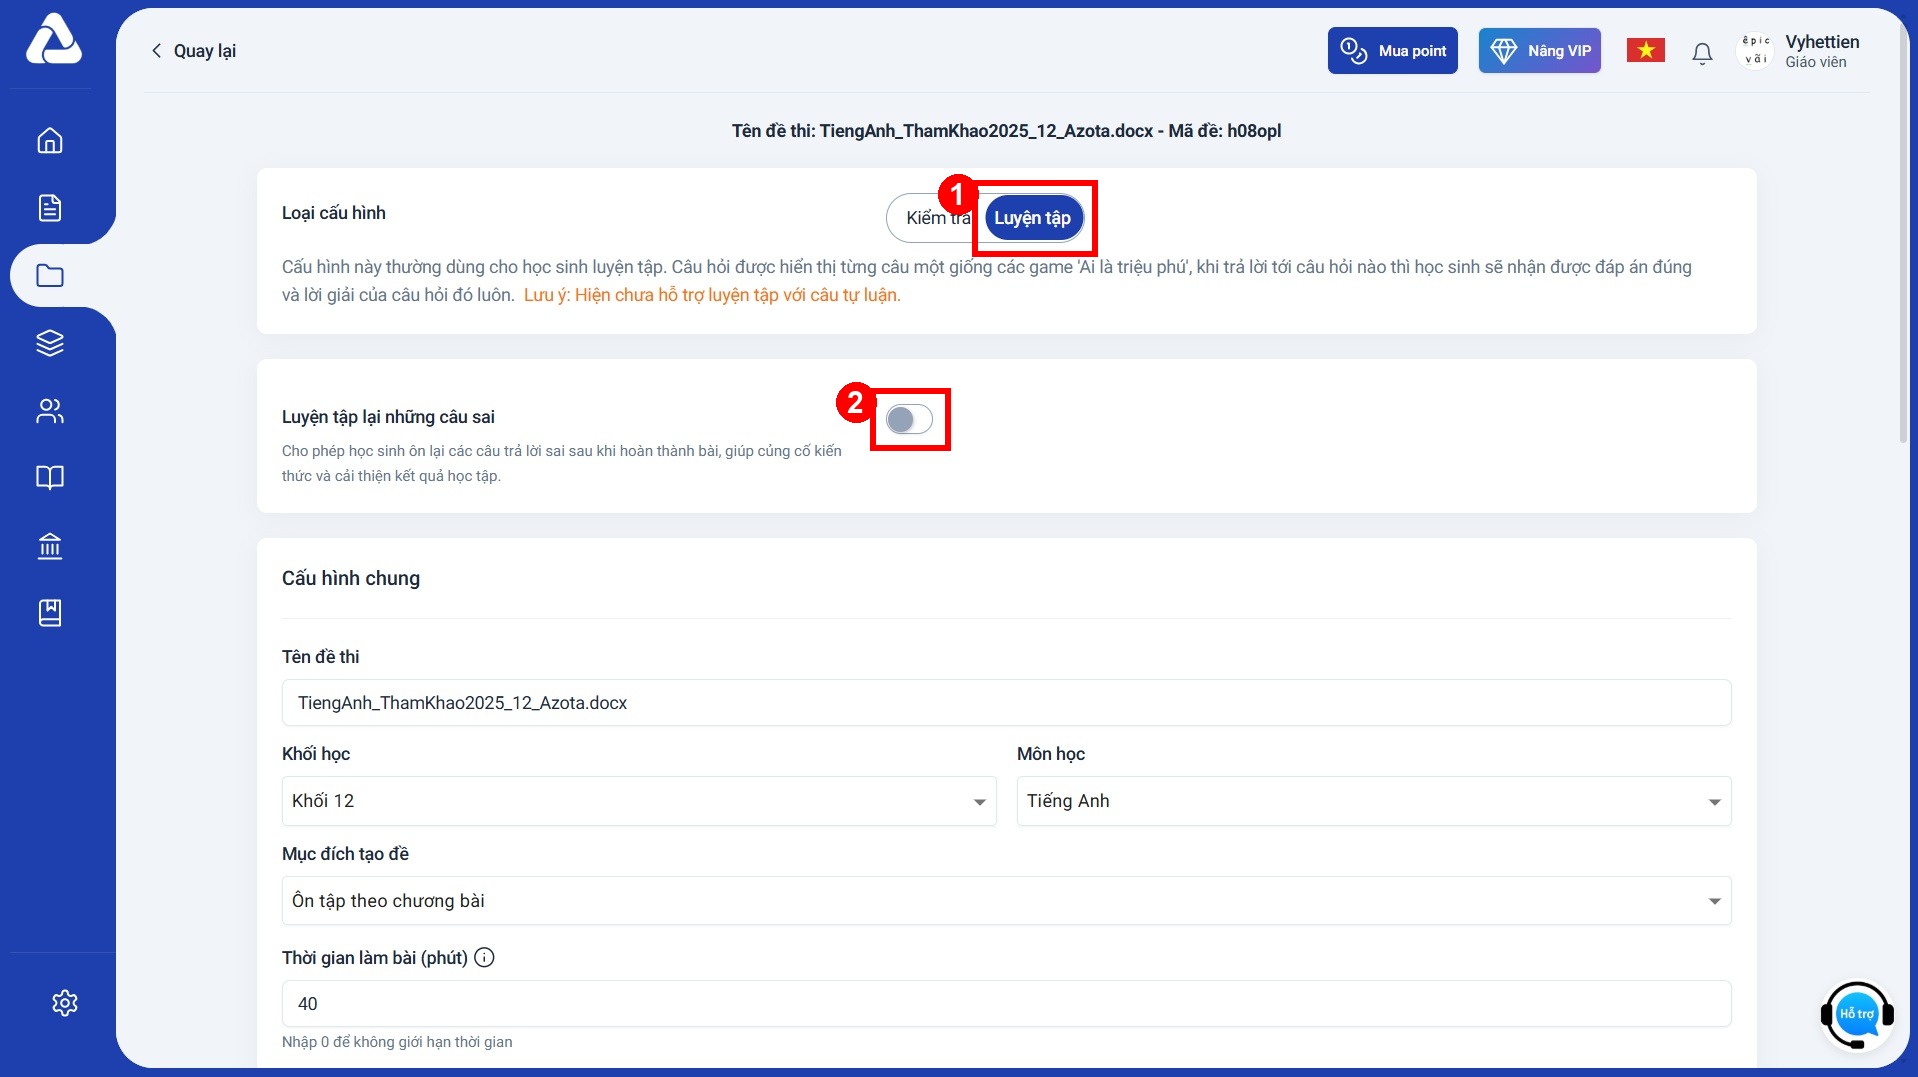 Quay lại
Mua point
Nâng VIP
êpic
vãi
Vyhettien
Giáo viên
Tên đề thi: TiengAnh_ThamKhao2025_12_Azota.docx - Mã đề: h08opl
Loại cấu hình
Kiểm tra
1
Luyện tập
Cấu hình này thường dùng cho học sinh luyện tập. Câu hỏi được hiển thị từng câu một giống các game 'Ai là triệu phú', khi trả lời tới câu hỏi nào thì học sinh sẽ nhận được đáp án đúng
và lời giải của câu hỏi đó luôn. Lưu ý: Hiện chưa hỗ trợ luyện tập với câu tự luận.
2
Luyện tập lại những câu sai
Cho phép học sinh ôn lại các câu trả lời sai sau khi hoàn thành bài, giúp củng cố kiến
thức và cải thiện kết quả học tập.
Cấu hình chung
Tên đề thi
TiengAnh_ThamKhao2025_12_Azota.docx
Khối học
Môn học
Khối 12
Tiếng Anh
Mục đích tạo đề
Ôn tập theo chương bài
Thời gian làm bài (phút)
40
Nhập 0 để không giới hạn thời gian
Hỗ trợ